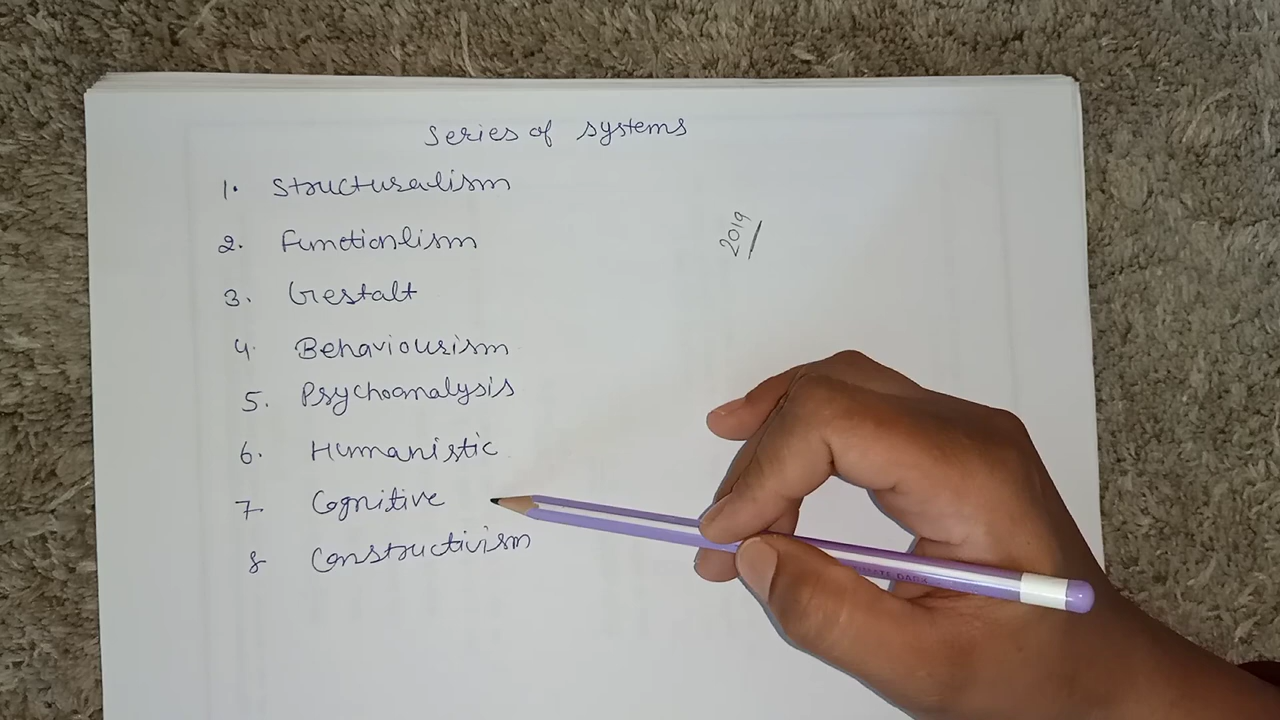 Series of systems
1. Structuralism
2. Functionlism
2019
3. Gestalt
4. Behaviourism
5. Psychoanalysis
6. Humanistic
7. Cognitive
8 Constructivism